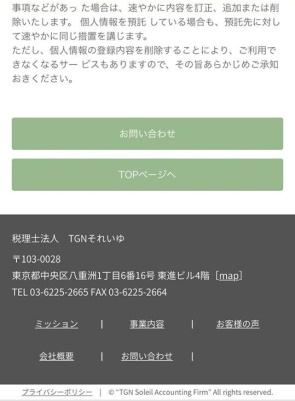 事項などがあっ た場合は、速やかに内容を訂正、追加または削
除いたします。 個人情報を預託 している場合も、預託先に対し
て速やかに同じ措置を講じます。
ただし、個人情報の登録内容を削除することにより、ご利用で
きなくなるサー ビスもありますので、その旨あらかじめご承知
おきください。
お問い合わせ
TOPページへ
税理士法人　TGNそれいゆ
〒103-0028
東京都中央区八重洲1丁目6番16号 東進ビル4階［map］
TEL 03-6225-2665 FAX 03-6225-2664
ミッション | 事業内容 | お客様の声
会社概要 | お問い合わせ |
プライバシーポリシー | © "TGN Soleil Accounting Firm" All rights reserved.